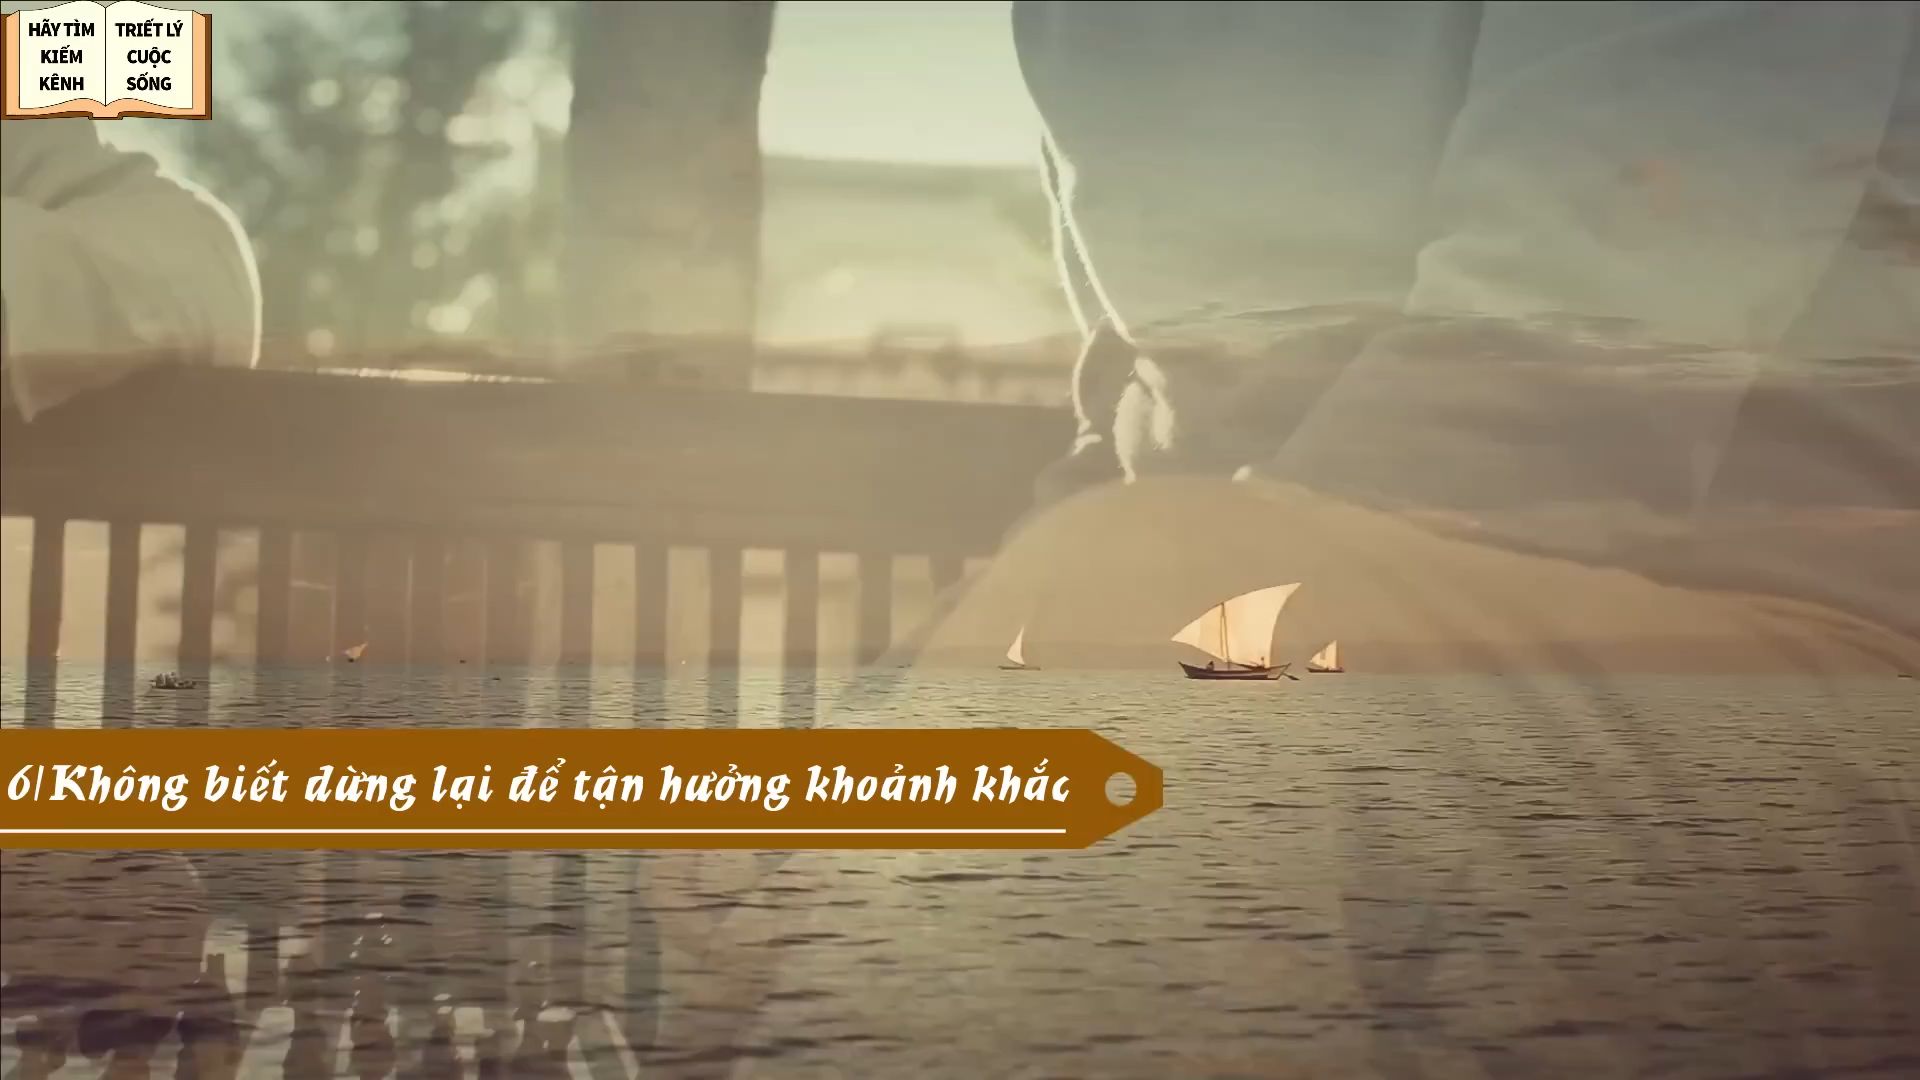 HÃY TÌM
KIẾM
KÊNH
TRIẾT LÝ
CUỘC
SỐNG
6|Không biết dừng lại để tận hưởng khoảnh khắc